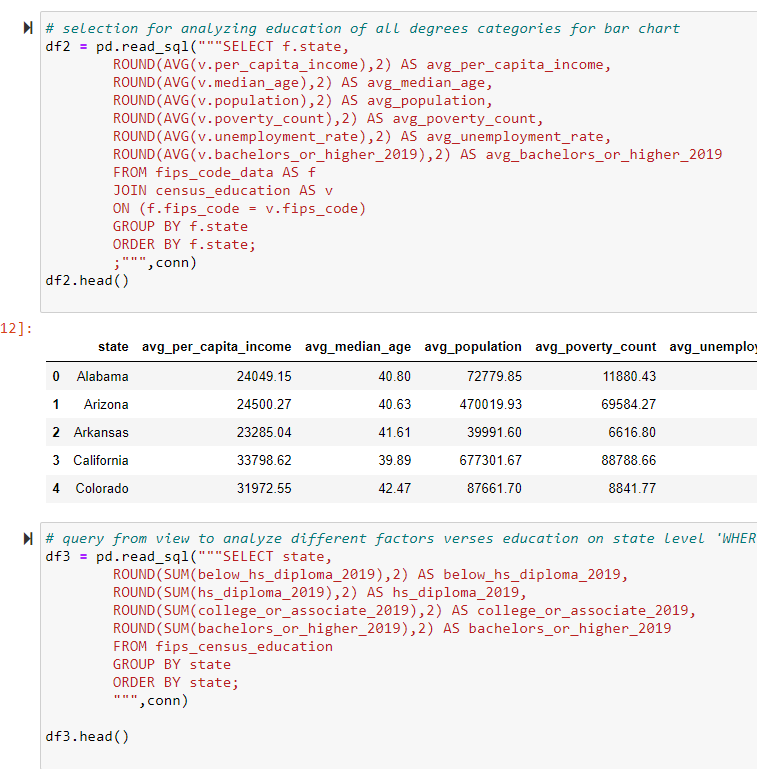 # selection for analyzing education of all degrees categories for bar chart
df2 = pd.read_sql("""SELECT f.state,
ROUND(AVG(v.per_capita_income),2) AS avg_per_capita_income,
ROUND(AVG(v.median_age),2) AS avg_median_age,
ROUND(AVG(v.population),2) AS avg_population,
ROUND(AVG(v.poverty_count),2) AS avg_poverty_count,
ROUND(AVG(v.unemployment_rate),2) AS avg_unemployment_rate,
ROUND(AVG(v.bachelors_or_higher_2019),2) AS avg_bachelors_or_higher_2019
FROM fips_code_data AS f
JOIN census_education AS v
ON (f.fips_code = v.fips_code)
GROUP BY f.state
ORDER BY f.state;
;""",conn)
df2.head()
12]:
state avg_per_capita_income avg_median_age avg_population avg_poverty_count avg_unemploy
0 Alabama 24049.15 40.80 72779.85 11880.43
1 Arizona 24500.27 40.63 470019.93 69584.27
2 Arkansas 23285.04 41.61 39991.60 6616.80
3 California 33798.62 39.89 677301.67 88788.66
4 Colorado 31972.55 42.47 87661.70 8841.77
# query from view to analyze different factors verses education on state level 'WHER
df3 = pd.read_sql("""SELECT state,
ROUND(SUM(below_hs_diploma_2019),2) AS below_hs_diploma_2019,
ROUND(SUM(hs_diploma_2019),2) AS hs_diploma_2019,
ROUND(SUM(college_or_associate_2019),2) AS college_or_associate_2019,
ROUND(SUM(bachelors_or_higher_2019),2) AS bachelors_or_higher_2019
FROM fips_census_education
GROUP BY state
ORDER BY state;
""",conn)
df3.head()